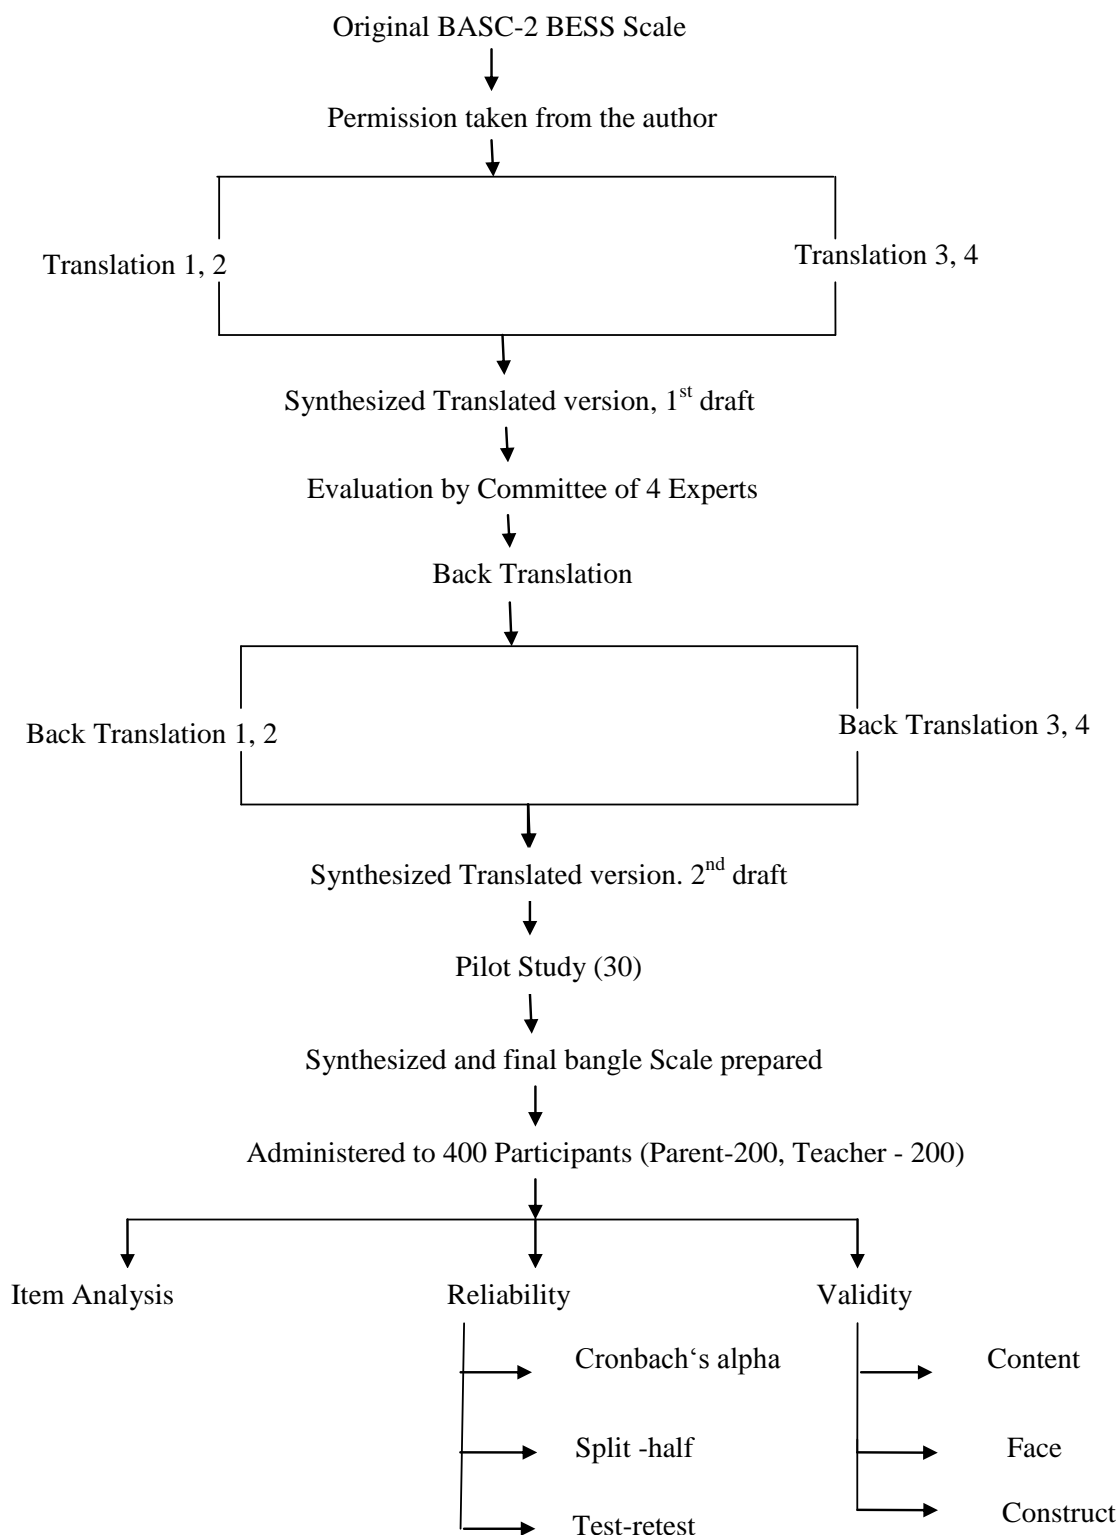 Original BASC-2 BESS Scale
Permission taken from the author
Translation 1, 2
Translation 3, 4
Synthesized Translated version, 1st draft
Evaluation by Committee of 4 Experts
Back Translation
Back Translation 1, 2
Back Translation 3, 4
Synthesized Translated version. 2nd draft
Pilot Study (30)
Synthesized and final bangle Scale prepared
Administered to 400 Participants (Parent-200, Teacher - 200)
Item Analysis
Reliability
Validity
Cronbach‘s alpha
Content
Split -half
Face
Test-retest
Construct